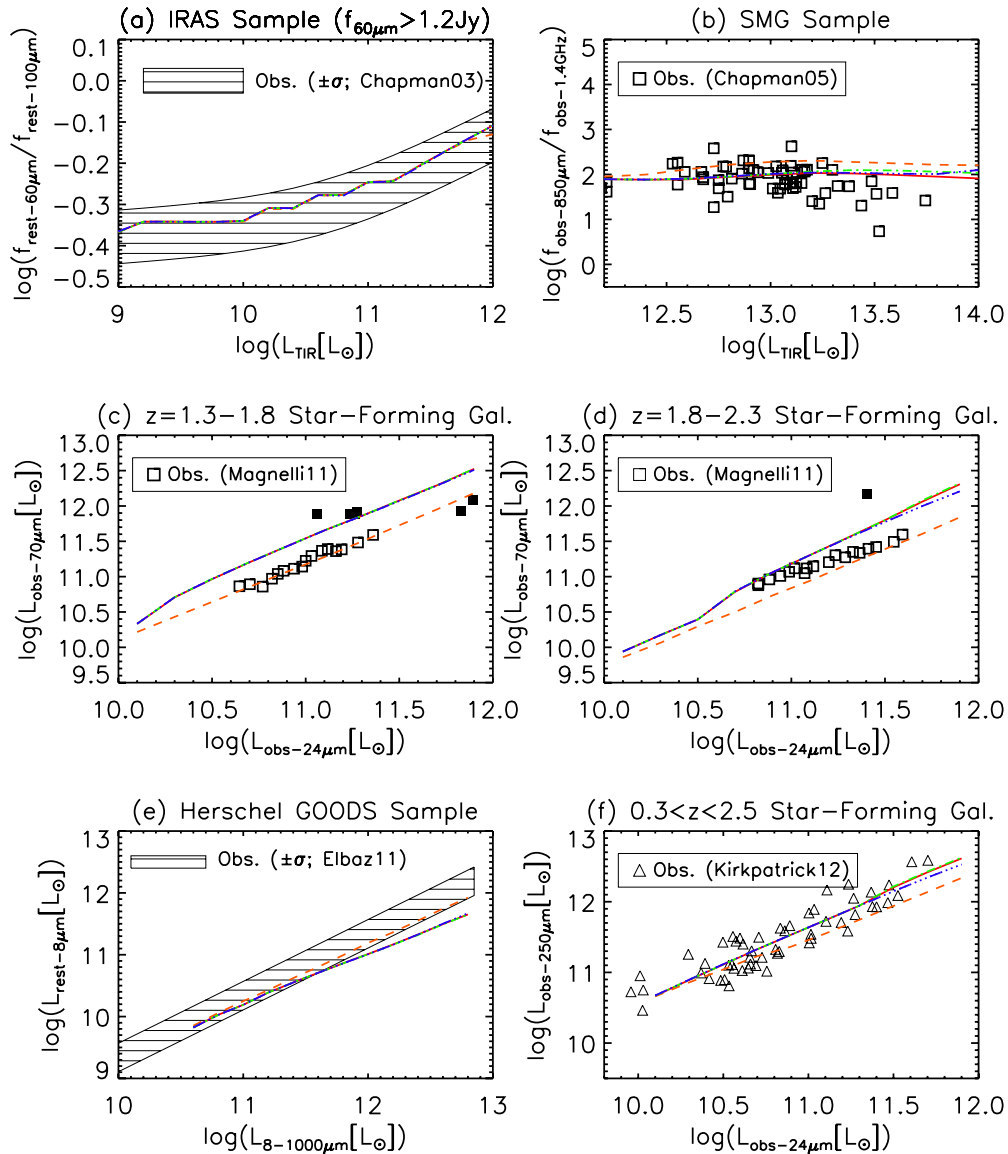 (a) IRAS Sample (f60μm>1.2Jy)
log(frest−60μm/frest−100μm)
0.1
0.0
−0.1
−0.2
−0.3
−0.4
−0.5
Obs. (±σ; Chapman03)
9 10 11 12
log(LTIR[L⊙])
(b) SMG Sample
log(fobs−850μm/fobs−1.4GHz)
5
4
3
2
1
0
Obs. (Chapman05)
12.5 13.0 13.5 14.0
log(LTIR[L⊙])
(c) z=1.3−1.8 Star−Forming Gal.
log(Lobs−70μm[L⊙])
13.0
12.5
12.0
11.5
11.0
10.5
10.0
9.5
Obs. (Magnelli11)
10.0 10.5 11.0 11.5 12.0
log(Lobs−24μm[L⊙])
(d) z=1.8−2.3 Star−Forming Gal.
log(Lobs−70μm[L⊙])
13.0
12.5
12.0
11.5
11.0
10.5
10.0
9.5
Obs. (Magnelli11)
10.0 10.5 11.0 11.5 12.0
log(Lobs−24μm[L⊙])
(e) Herschel GOODS Sample
log(Lrest−8μm[L⊙])
13
12
11
10
9
Obs. (±σ; Elbaz11)
10 11 12 13
log(L8−1000μm[L⊙])
(f) 0.3<z<2.5 Star−Forming Gal.
log(Lobs−250μm[L⊙])
13
12
11
10
Obs. (Kirkpatrick12)
10.0 10.5 11.0 11.5 12.0
log(Lobs−24μm[L⊙])